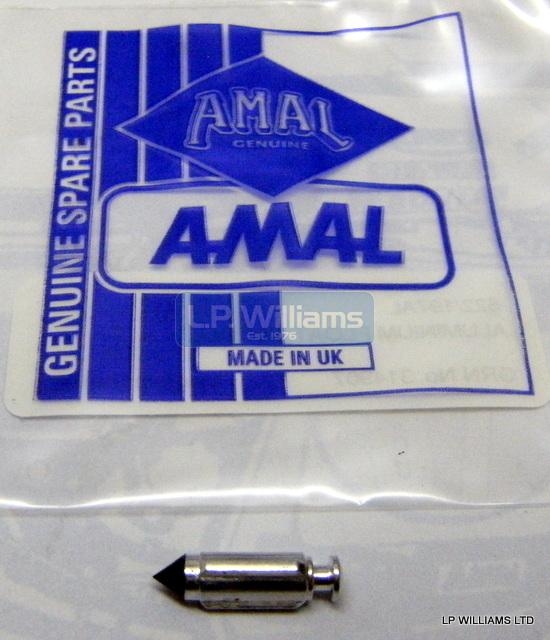 GENUINE SPARE PARTS
AMAL
GENUINE
AMAL
L.P. Williams
Est. 1976
MADE IN UK
LP WILLIAMS LTD